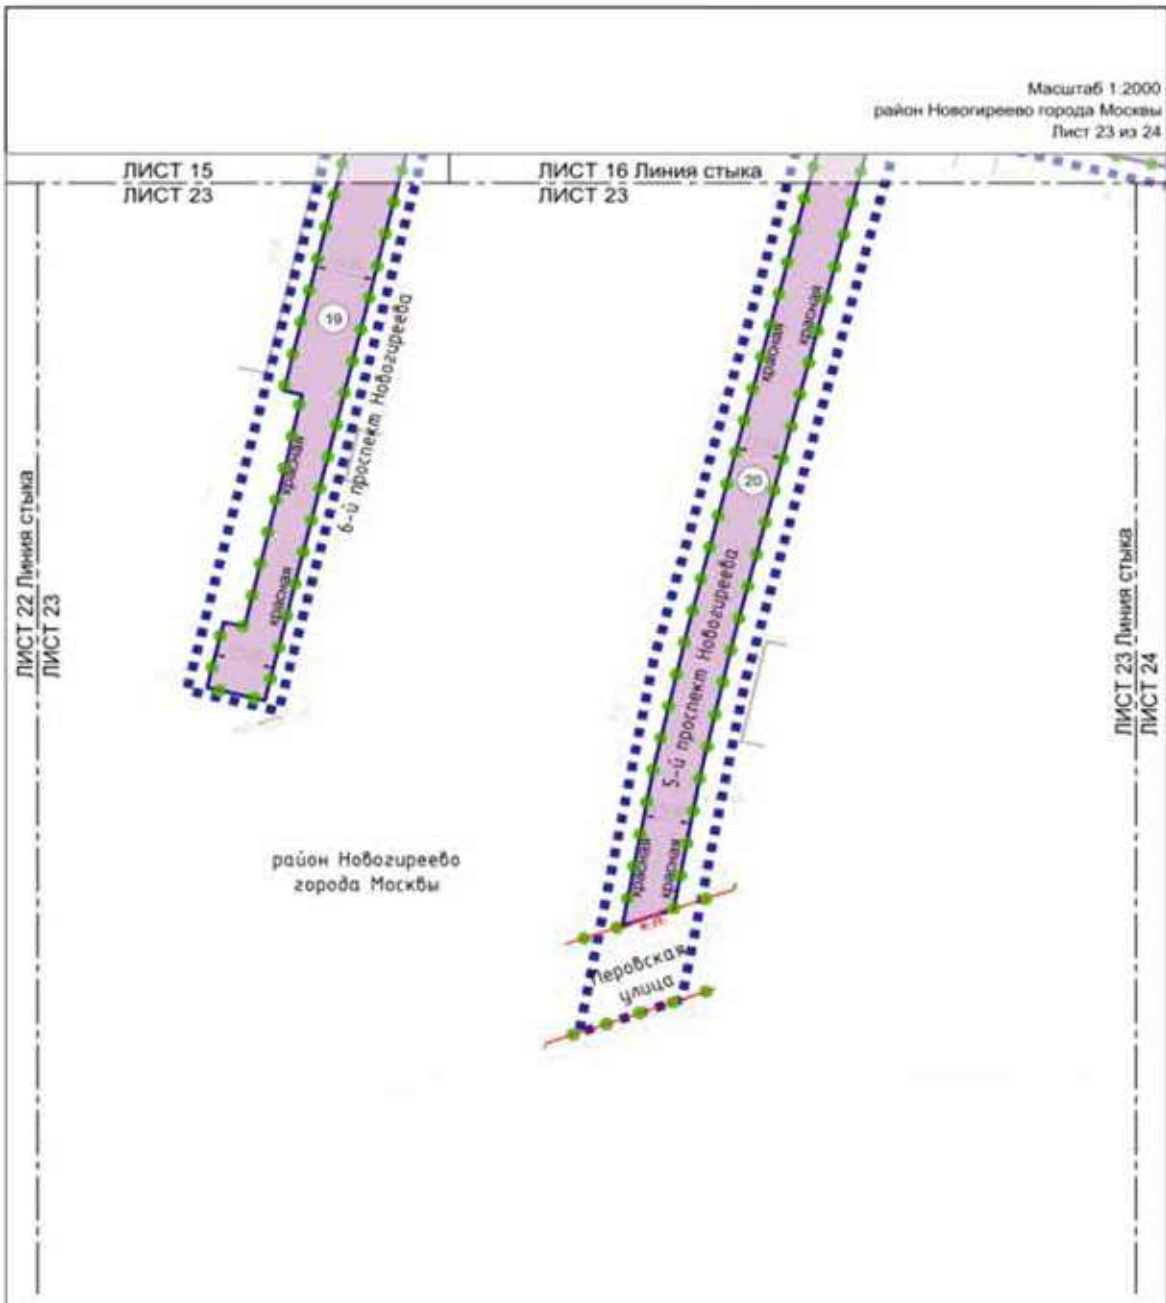 Масштаб 1:2000
район Новогиреево города Москвы
Лист 23 из 24
ЛИСТ 15
ЛИСТ 16 Линия стыка
ЛИСТ 23
ЛИСТ 23
19
6-й проспект Новогиреева
красная
красная
красная
красная
20
5-й проспект Новогиреева
красная
красная
ЛИСТ 22 Линия стыка
ЛИСТ 23
ЛИСТ 23 Линия стыка
ЛИСТ 24
район Новогиреево
города Москвы
к.л.
Перовская
улица